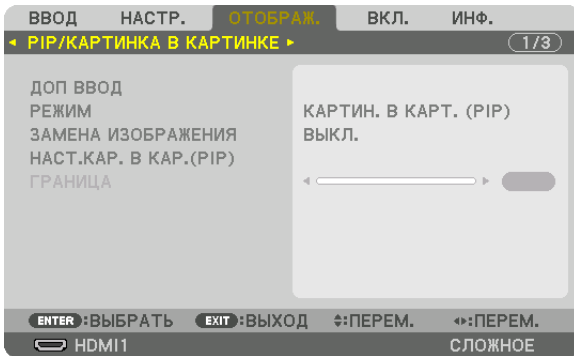 ВВОД НАСТР. ОТОБРАЖ. ВКЛ. ИНФ.
PIP/КАРТИНКА В КАРТИНКЕ 1/3
ДОП ВВОД
РЕЖИМ КАРТИН. В КАРТ. (PIP)
ЗАМЕНА ИЗОБРАЖЕНИЯ ВЫКЛ.
НАСТ.КАР. В КАР.(PIP)
ГРАНИЦА
ENTER :ВЫБРАТЬ EXIT :ВЫХОД :ПЕРЕМ. :ПЕРЕМ.
HDMI1 СЛОЖНОЕ